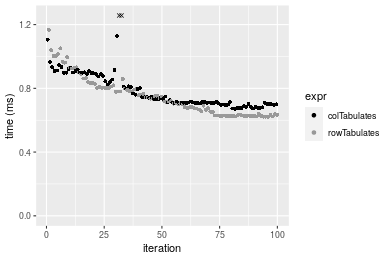 1.2
0.8
0.4
0.0
time (ms)
0
25
50
75
100
iteration
expr
colTabulates
rowTabulates